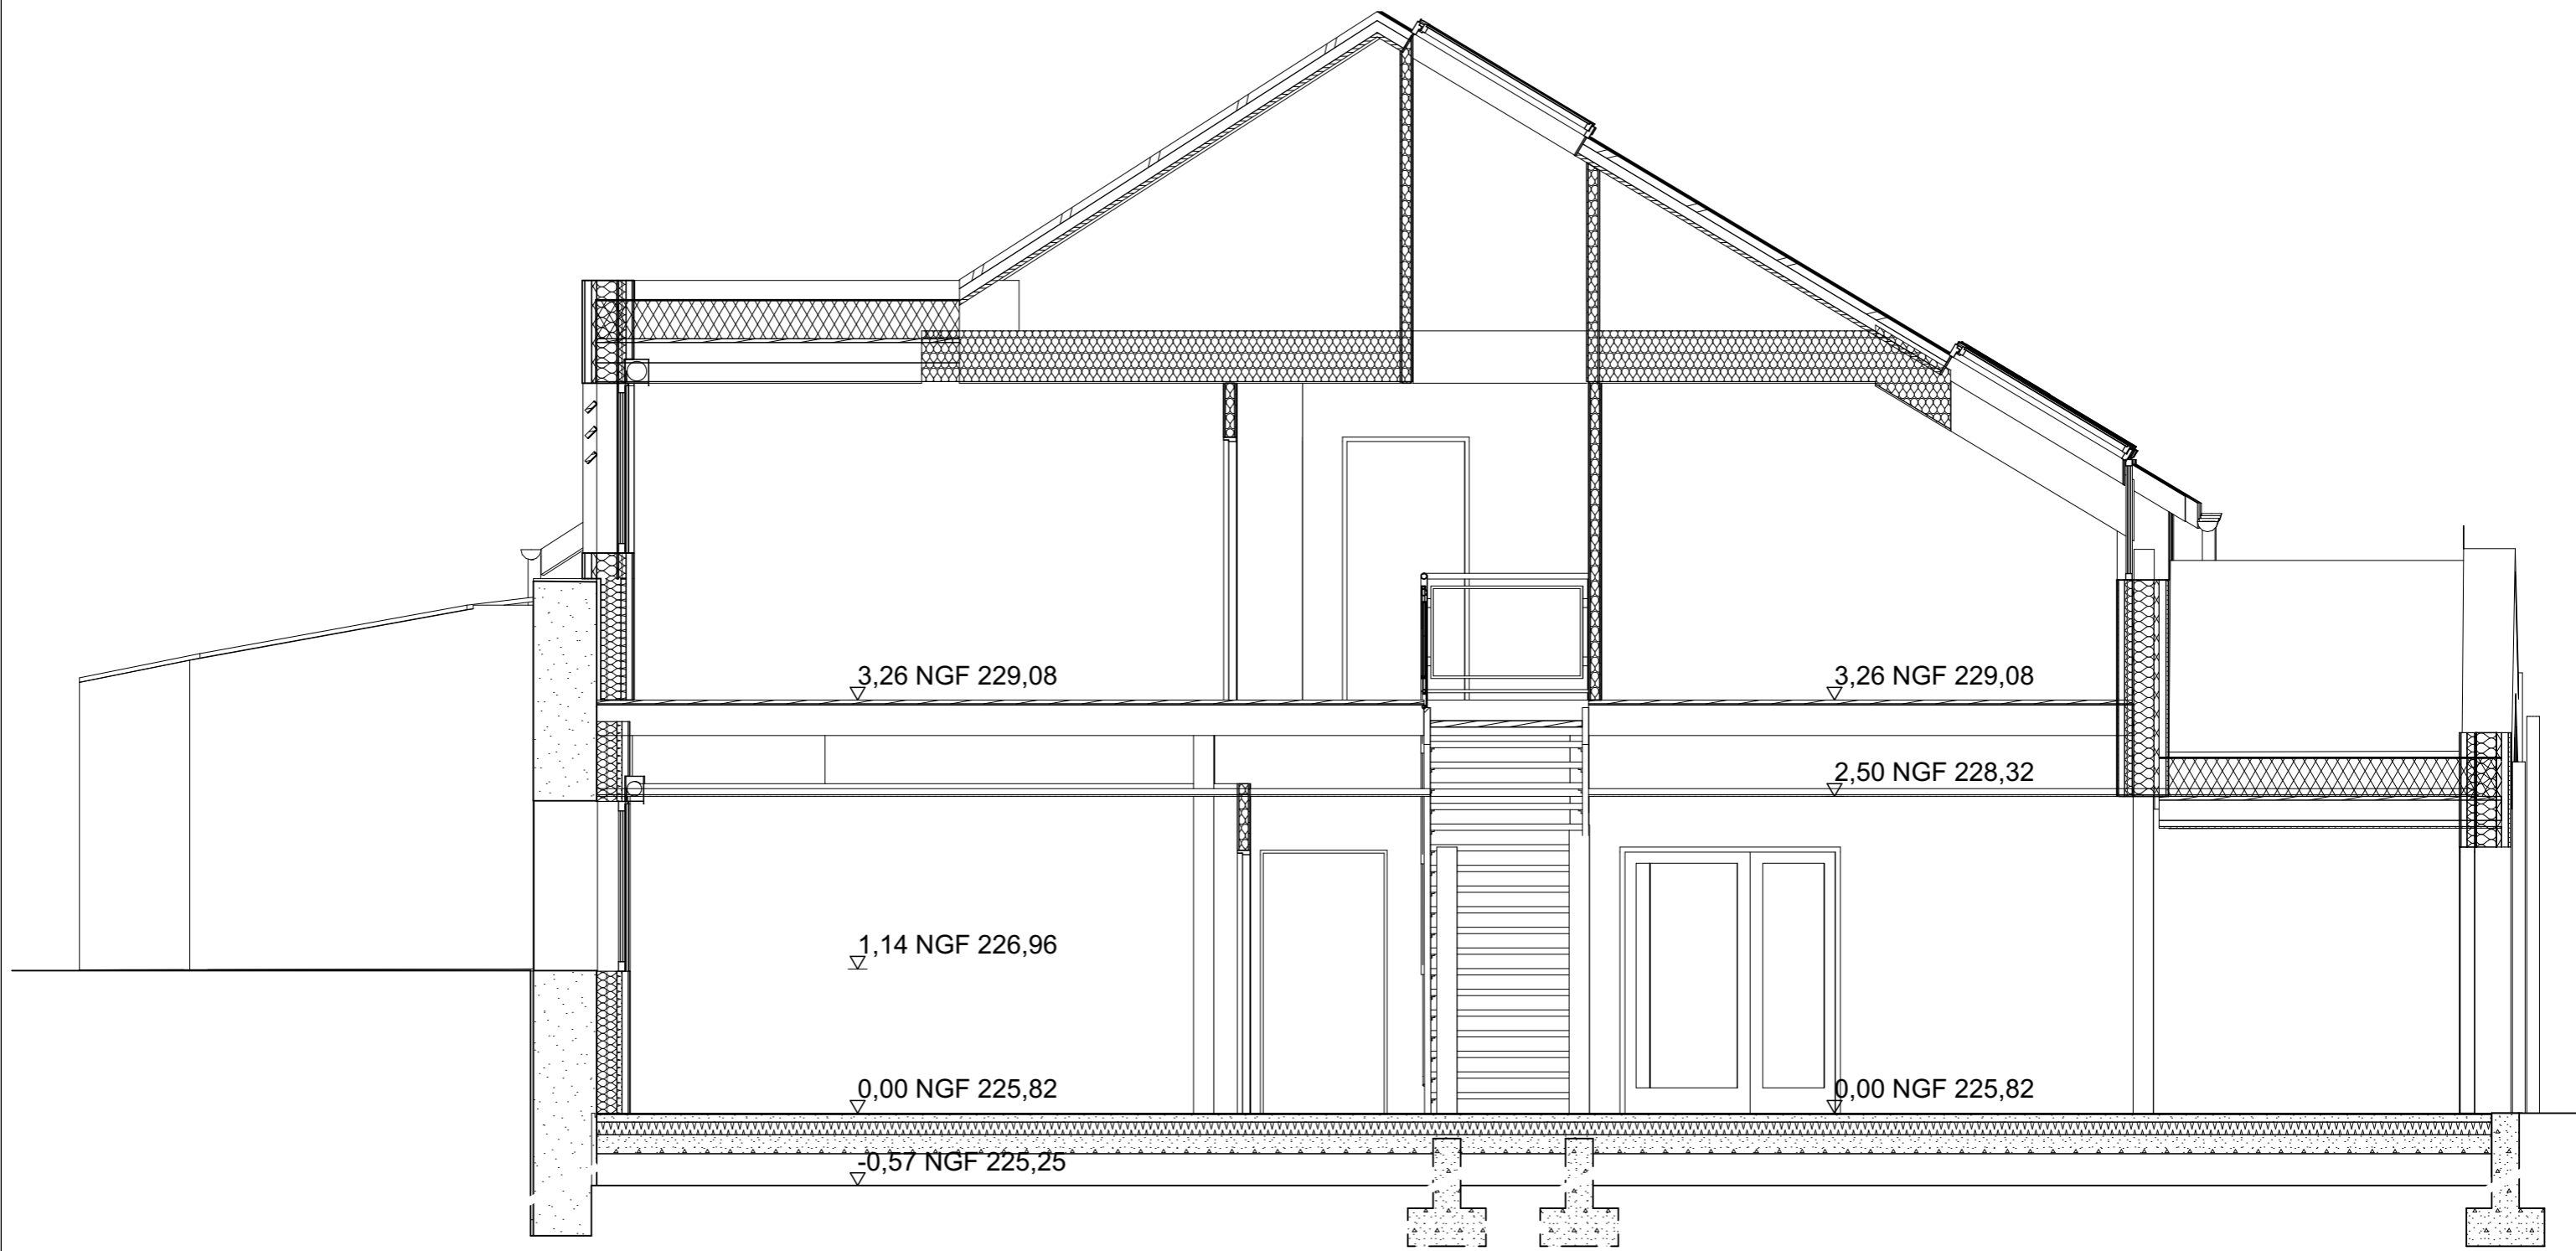 3,26 NGF 229,08
3,26 NGF 229,08
2,50 NGF 228,32
1,14 NGF 226,96
0,00 NGF 225,82
0,00 NGF 225,82
-0,57 NGF 225,25